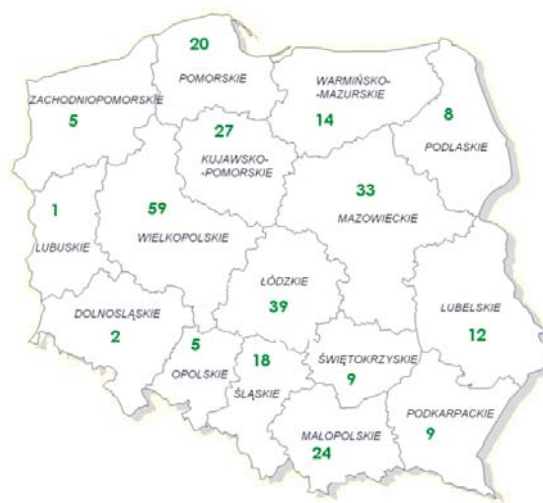 20
POMORSKIE
ZACHODNIOPOMORSKIE
5
WARMIŃSKO-
-MAZURSKIE
14
8
PODLASKIE
27
KUJAWSKO-
-POMORSKIE
1
LUBUSKIE
59
WIELKOPOLSKIE
33
MAZOWIECKIE
ŁÓDZKIE
39
DOLNOSLĄSKIE
2
5
OPOLSKIE
18
ŚLĄSKIE
ŚWIĘTOKRZYSKIE
9
LUBELSKIE
12
MAŁOPOLSKIE
24
PODKARPACKIE
9